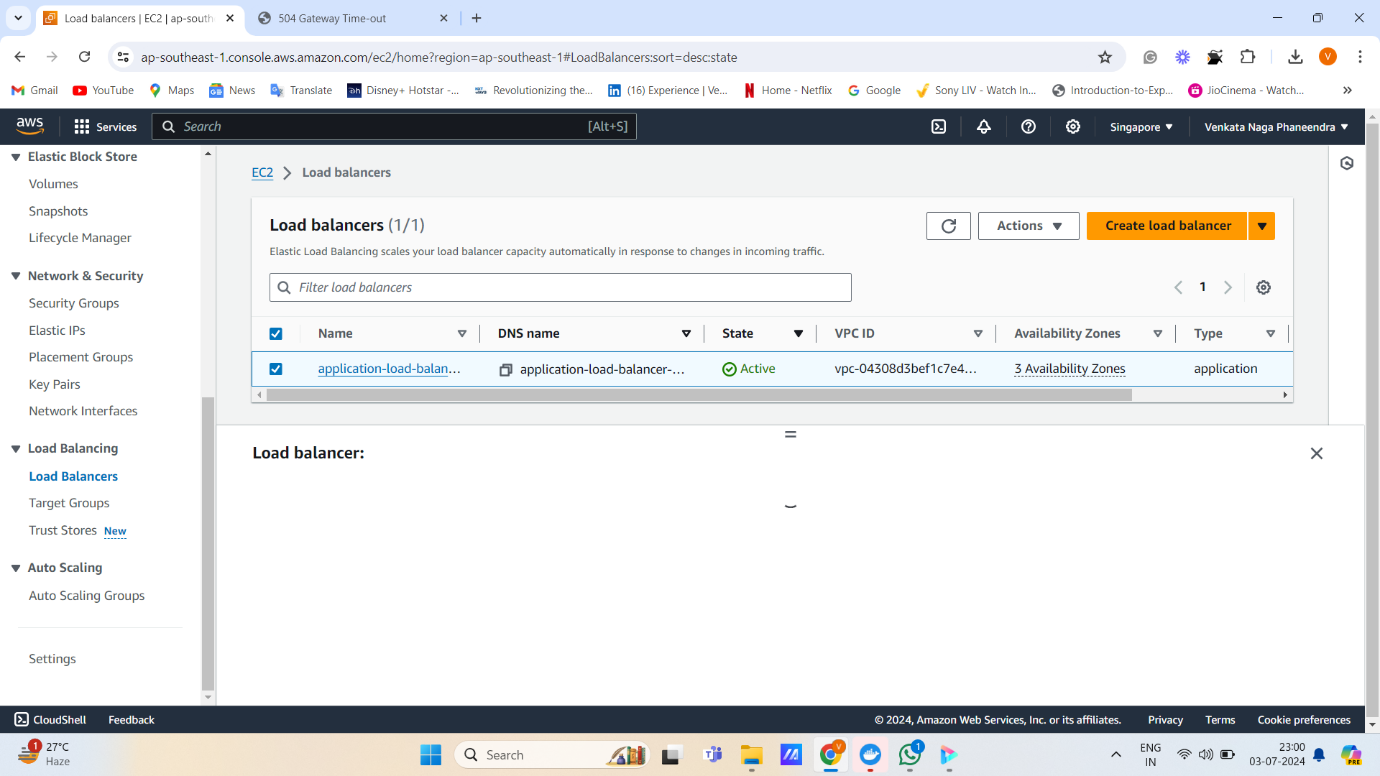 Load balancers | EC2 | ap-south
504 Gateway Time-out
ap-southeast-1.console.aws.amazon.com/ec2/home?region=ap-southeast-1#LoadBalancers:sort=desc:state
V
Gmail
YouTube
Maps
News
Translate
Disney+ Hotstar -...
Revolutionizing the...
(16) Experience | Ve...
Home - Netflix
Google
Sony LIV - Watch In...
Introduction-to-Exp...
JioCinema - Watch...
aws
Services
Search
[Alt+S]
Singapore
Venkata Naga Phaneendra
Elastic Block Store
Volumes
Snapshots
Lifecycle Manager
Network & Security
Security Groups
Elastic IPs
Placement Groups
Key Pairs
Network Interfaces
Load Balancing
Load Balancers
Target Groups
Trust Stores New
Auto Scaling
Auto Scaling Groups
Settings
EC2 > Load balancers
Load balancers (1/1)
Actions
Create load balancer
Elastic Load Balancing scales your load balancer capacity automatically in response to changes in incoming traffic.
Filter load balancers
1
Name
DNS name
State
VPC ID
Availability Zones
Type
application-load-balan...
application-load-balancer-...
Active
vpc-04308d3bef1c7e4...
3 Availability Zones
application
Load balancer:
CloudShell
Feedback
© 2024, Amazon Web Services, Inc. or its affiliates.
Privacy
Terms
Cookie preferences
1
27°C
Haze
Search
V
1
ENG
IN
23:00
03-07-2024
PRE